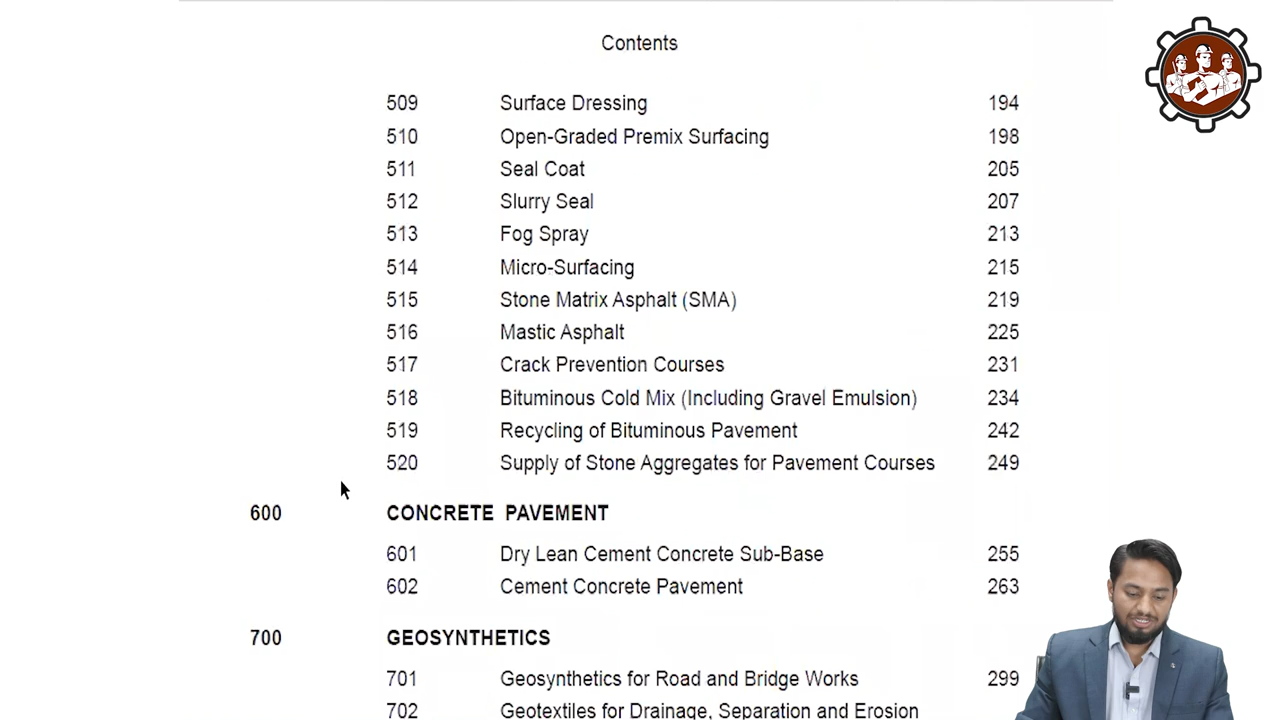 Contents
509 Surface Dressing 194
510 Open-Graded Premix Surfacing 198
511 Seal Coat 205
512 Slurry Seal 207
513 Fog Spray 213
514 Micro-Surfacing 215
515 Stone Matrix Asphalt (SMA) 219
516 Mastic Asphalt 225
517 Crack Prevention Courses 231
518 Bituminous Cold Mix (Including Gravel Emulsion) 234
519 Recycling of Bituminous Pavement 242
520 Supply of Stone Aggregates for Pavement Courses 249
600 CONCRETE PAVEMENT
601 Dry Lean Cement Concrete Sub-Base 255
602 Cement Concrete Pavement 263
700 GEOSYNTHETICS
701 Geosynthetics for Road and Bridge Works 299
702 Geotextiles for Drainage, Separation and Erosion